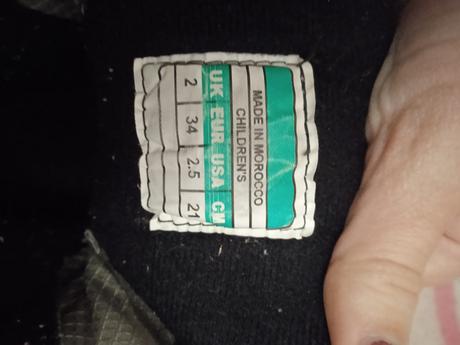 MADE IN MOROCCO
CHILDREN'S
UK EUR USA CM
2 34 2.5 21